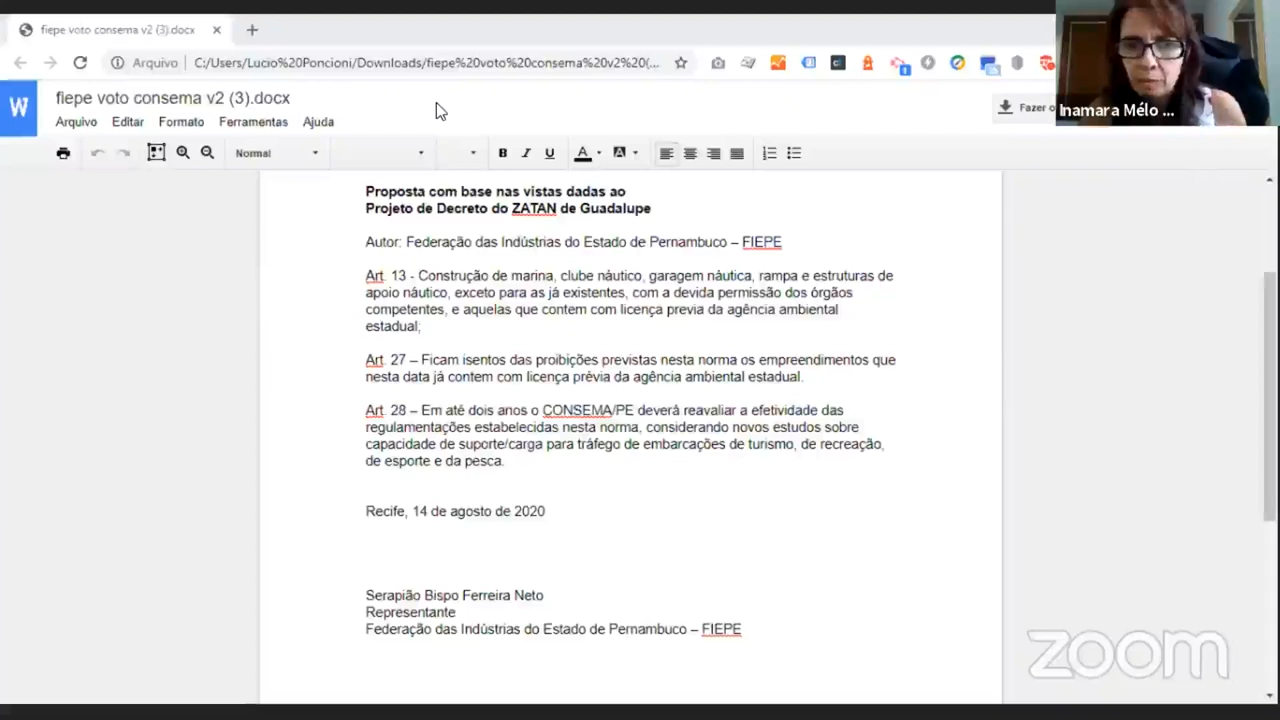 fiepe voto consema v2 (3).docx
Arquivo C:/Users/Lucio%20Poncioni/Downloads/fiepe%20voto%20consema%20v2%20(...
W fiepe voto consema v2 (3).docx
Fazer
Inamara Mélo ...
Arquivo Editar Formato Ferramentas Ajuda
Normal B I U A A
Proposta com base nas vistas dadas ao
Projeto de Decreto do ZATAN de Guadalupe
Autor: Federação das Indústrias do Estado de Pernambuco – FIEPE
Art. 13 - Construção de marina, clube náutico, garagem náutica, rampa e estruturas de
apoio náutico, exceto para as já existentes, com a devida permissão dos órgãos
competentes, e aquelas que contem com licença previa da agência ambiental
estadual;
Art. 27 – Ficam isentos das proibições previstas nesta norma os empreendimentos que
nesta data já contem com licença prévia da agência ambiental estadual.
Art. 28 – Em até dois anos o CONSEMA/PE deverá reavaliar a efetividade das
regulamentações estabelecidas nesta norma, considerando novos estudos sobre
capacidade de suporte/carga para tráfego de embarcações de turismo, de recreação,
de esporte e da pesca.
Recife, 14 de agosto de 2020
Serapião Bispo Ferreira Neto
Representante
Federação das Indústrias do Estado de Pernambuco – FIEPE
zoom